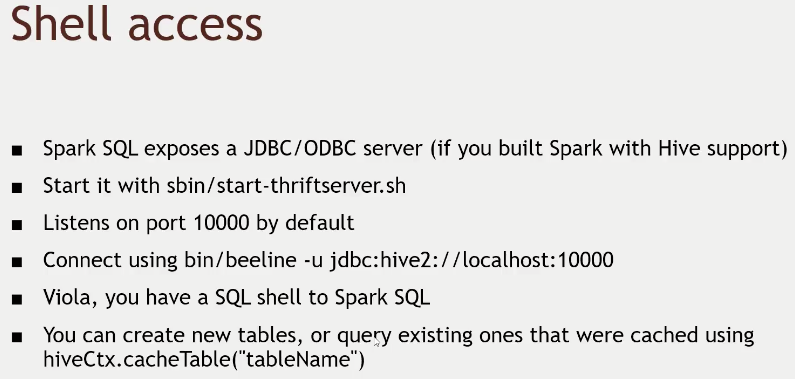 Shell access
■ Spark SQL exposes a JDBC/ODBC server (if you built Spark with Hive support)
■ Start it with sbin/start-thriftserver.sh
■ Listens on port 10000 by default
■ Connect using bin/beeline -u jdbc:hive2://localhost:10000
■ Viola, you have a SQL shell to Spark SQL
■ You can create new tables, or query existing ones that were cached using
hiveCtx.cacheTable("tableName")